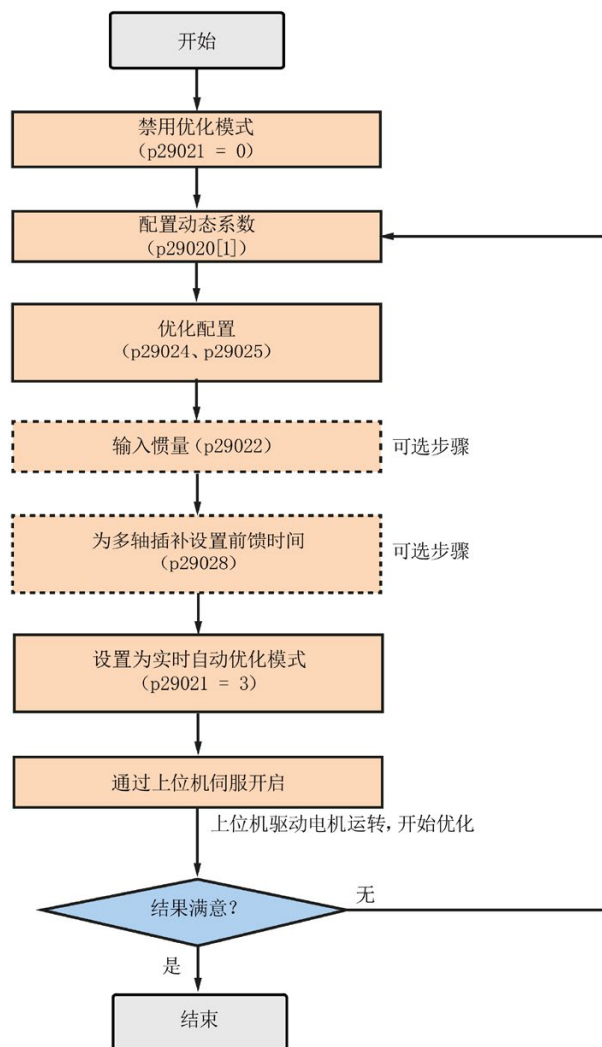 开始
禁用优化模式
(p29021 = 0)
配置动态系数
(p29020[1])
优化配置
(p29024、p29025)
输入惯量(p29022)
可选步骤
为多轴插补设置前馈时间
(p29028)
可选步骤
设置为实时自动优化模式
(p29021 = 3)
通过上位机伺服开启
上位机驱动电机运转,开始优化
结果满意?
无
是
结束